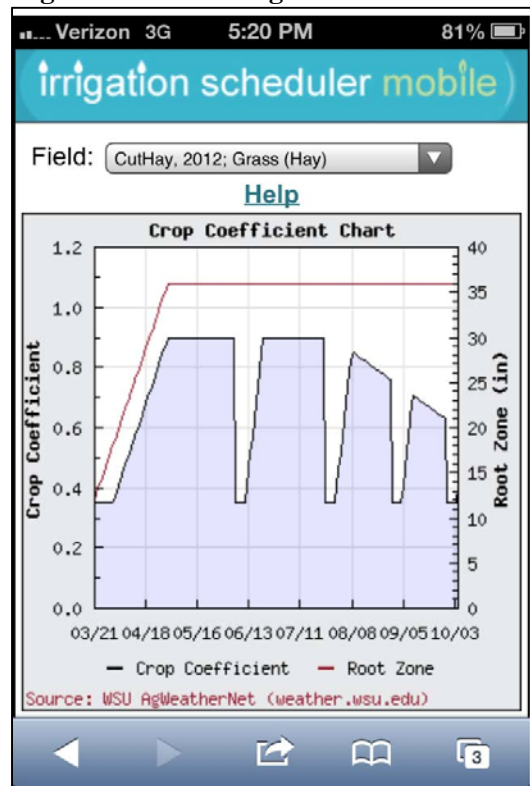 Verizon 3G 5:20 PM 81%
irrigation scheduler mobile
Field: CutHay, 2012; Grass (Hay)
Help
Crop Coefficient Chart
1.2 40
35
1.0
30
0.8
25
0.6 20
15
0.4
10
0.2
5
0.0 0
Crop Coefficient
Root Zone (in)
03/21 04/18 05/16 06/13 07/11 08/08 09/05 10/03
Crop Coefficient Root Zone
Source: WSU AgWeatherNet (weather.wsu.edu)
3